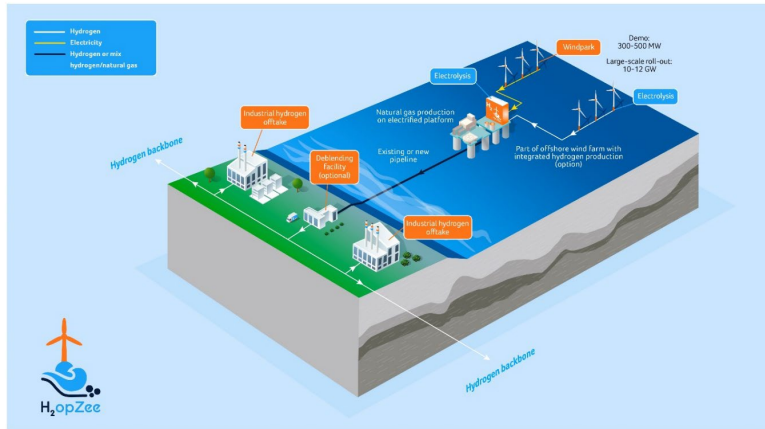 Hydrogen
Electricity
Hydrogen or mix
hydrogen/natural gas
Windpark
Demo:
300-500 MW
Large-scale roll-out:
10-12 GW
Electrolysis
Electrolysis
Natural gas production
on electrified platform
Part of offshore wind farm with
integrated hydrogen production
(option)
Industrial hydrogen
offtake
Existing or new
pipeline
Hydrogen backbone
Deblending
facility
(optional)
Industrial hydrogen
offtake
Hydrogen backbone
H₂opZee